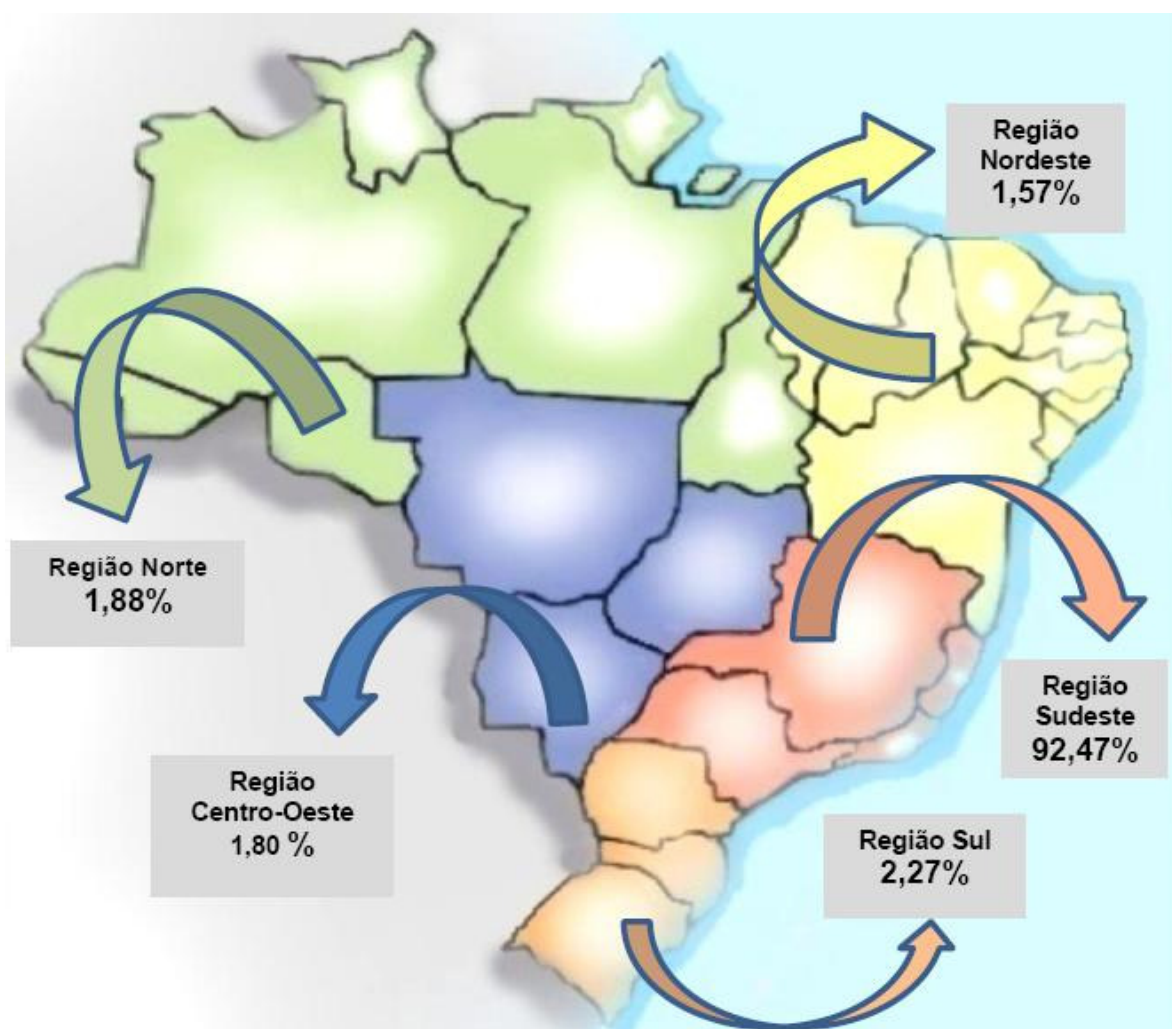 Região
Nordeste
1,57%
Região Norte
1,88%
Região
Sudeste
92,47%
Região
Centro-Oeste
1,80 %
Região Sul
2,27%